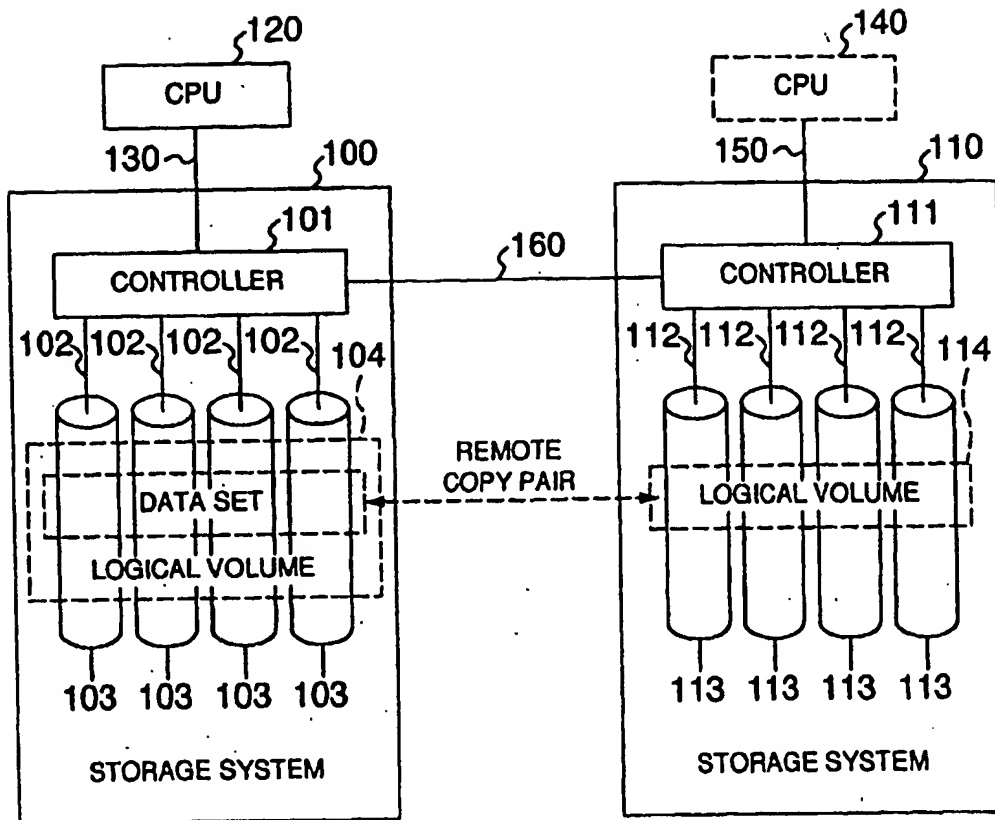 120
CPU
130
100
101
CONTROLLER
102 102 102 102
104
DATA SET
LOGICAL VOLUME
103 103 103 103
STORAGE SYSTEM
160
REMOTE
COPY PAIR
140
CPU
150
110
111
CONTROLLER
112 112 112 112
114
LOGICAL VOLUME
113 113 113 113
STORAGE SYSTEM